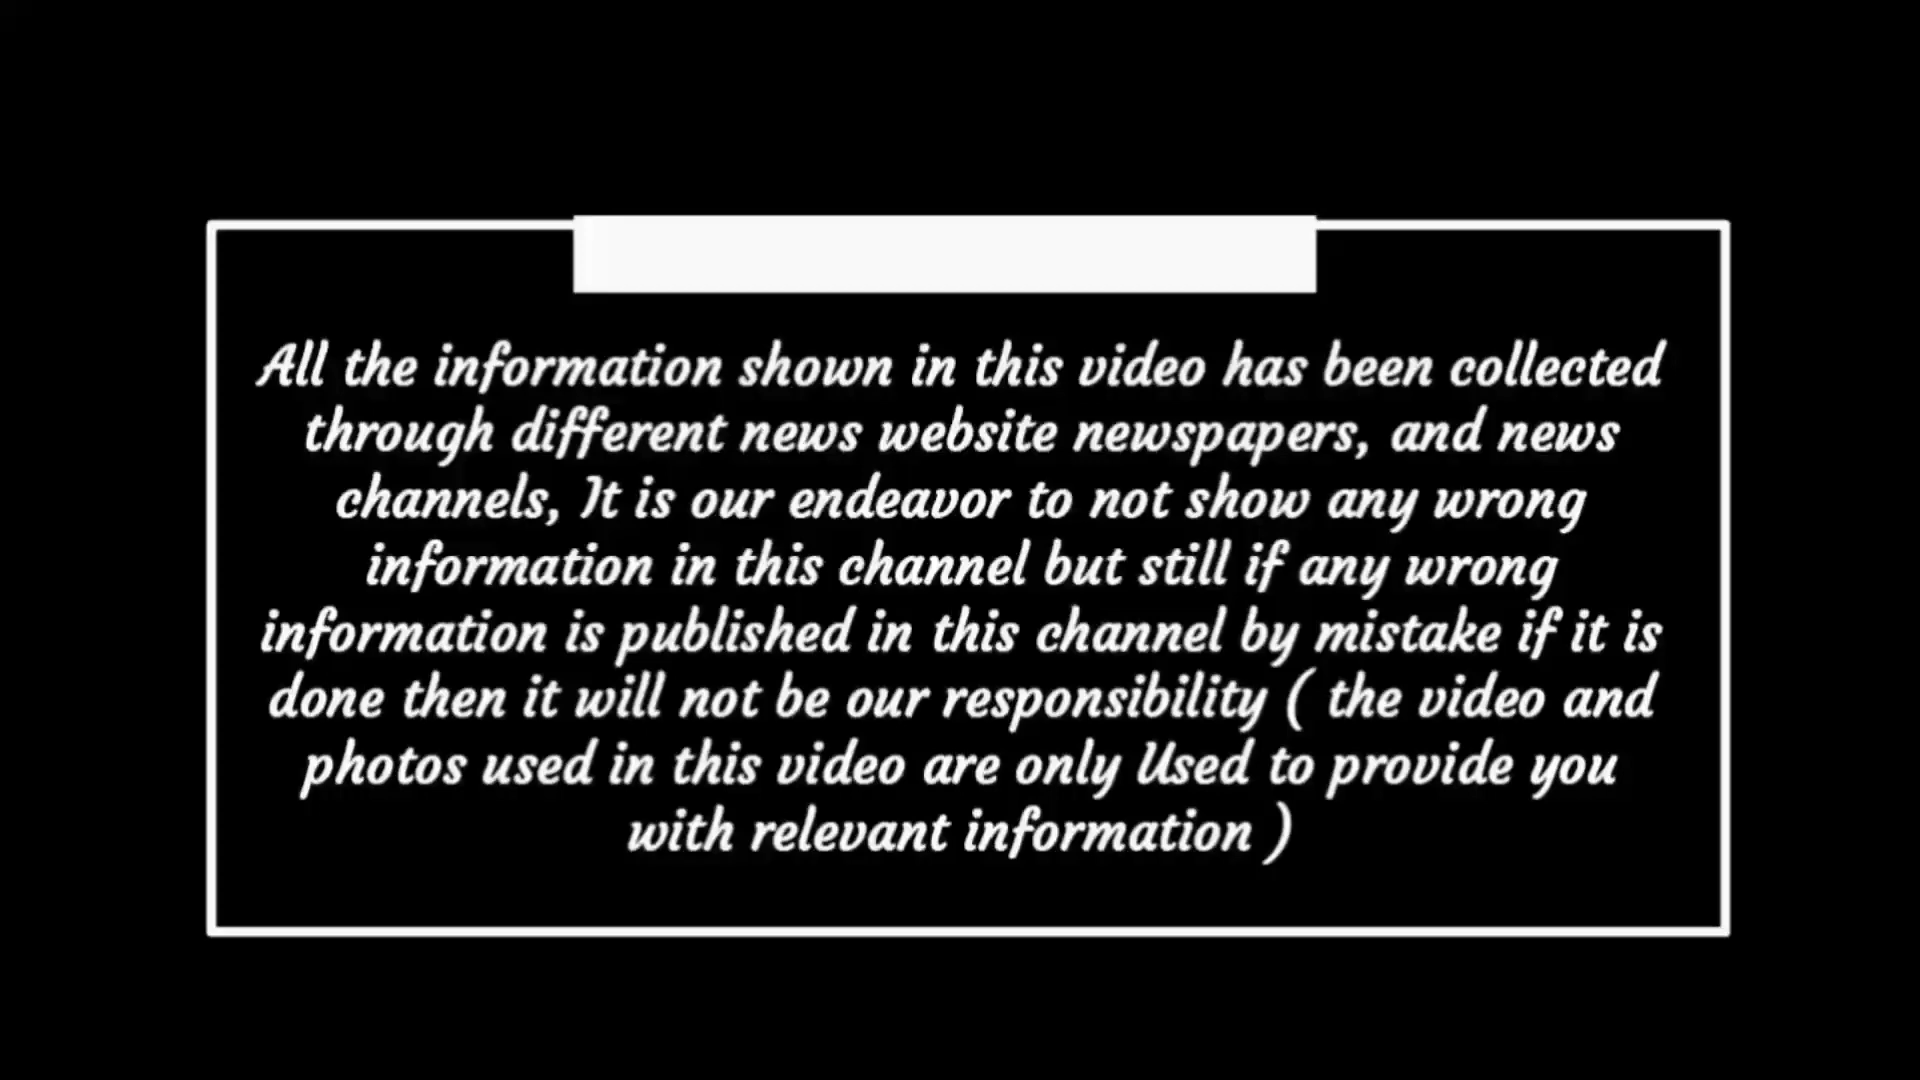 All the information shown in this video has been collected
through different news website newspapers, and news
channels, It is our endeavor to not show any wrong
information in this channel but still if any wrong
information is published in this channel by mistake if it is
done then it will not be our responsibility ( the video and
photos used in this video are only Used to provide you
with relevant information )